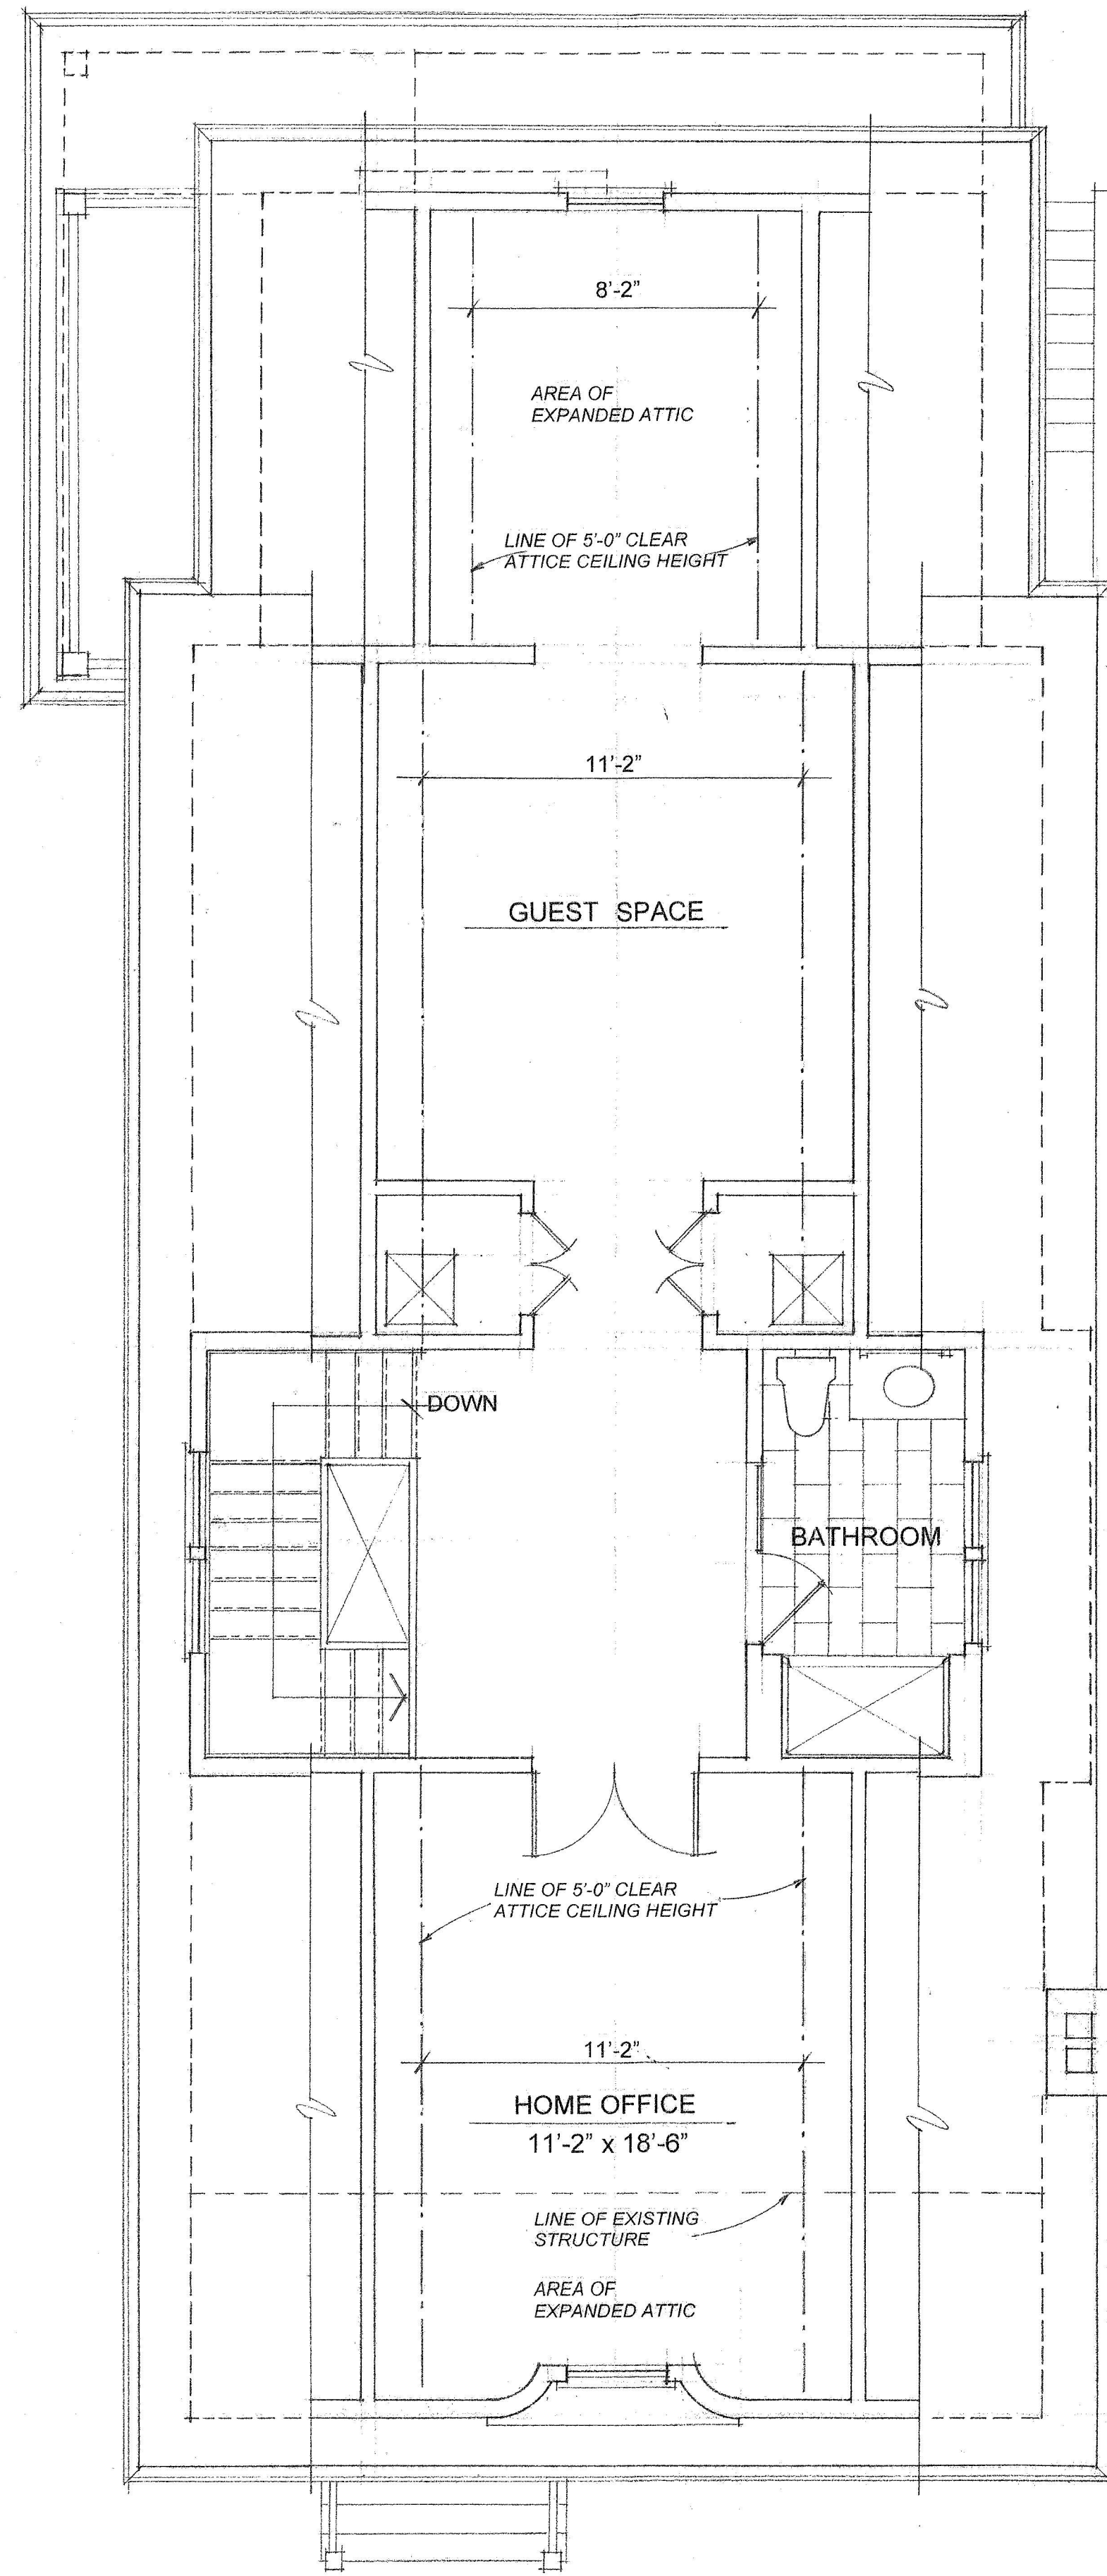 8'-2"
AREA OF
EXPANDED ATTIC
LINE OF 5'-0" CLEAR
ATTICE CEILING HEIGHT
11'-2"
GUEST SPACE
DOWN
BATHROOM
LINE OF 5'-0" CLEAR
ATTICE CEILING HEIGHT
11'-2"
HOME OFFICE
11'-2" x 18'-6"
LINE OF EXISTING
STRUCTURE
AREA OF
EXPANDED ATTIC